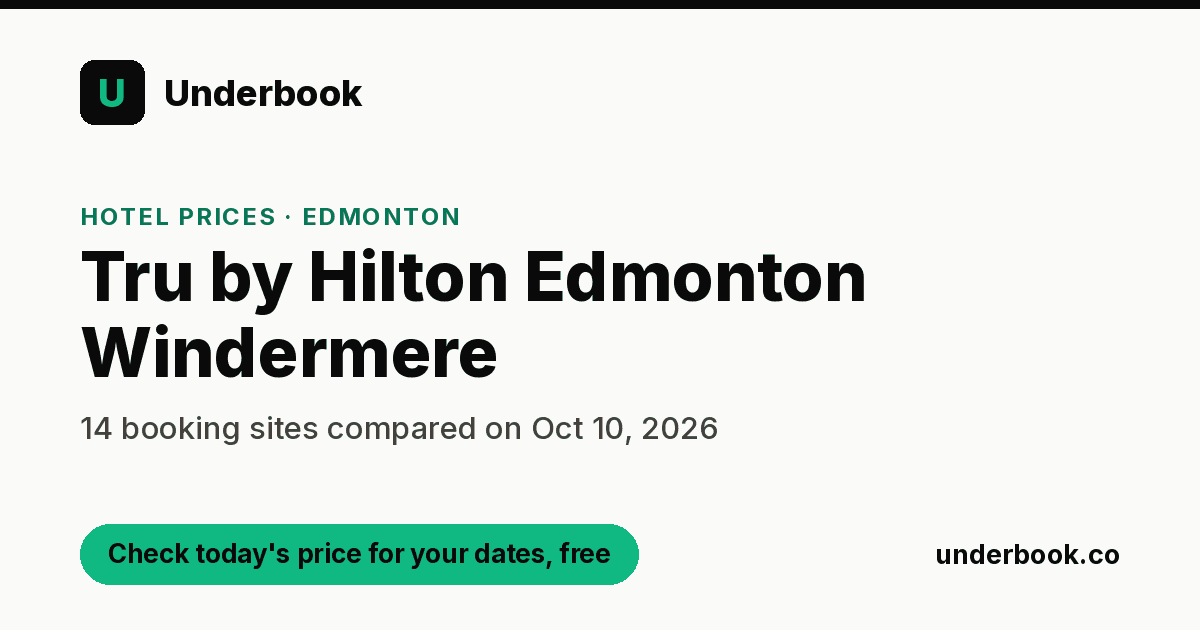 U Underbook
HOTEL PRICES · EDMONTON
Tru by Hilton Edmonton
Windermere
14 booking sites compared on Oct 10, 2026
Check today's price for your dates, free
underbook.co